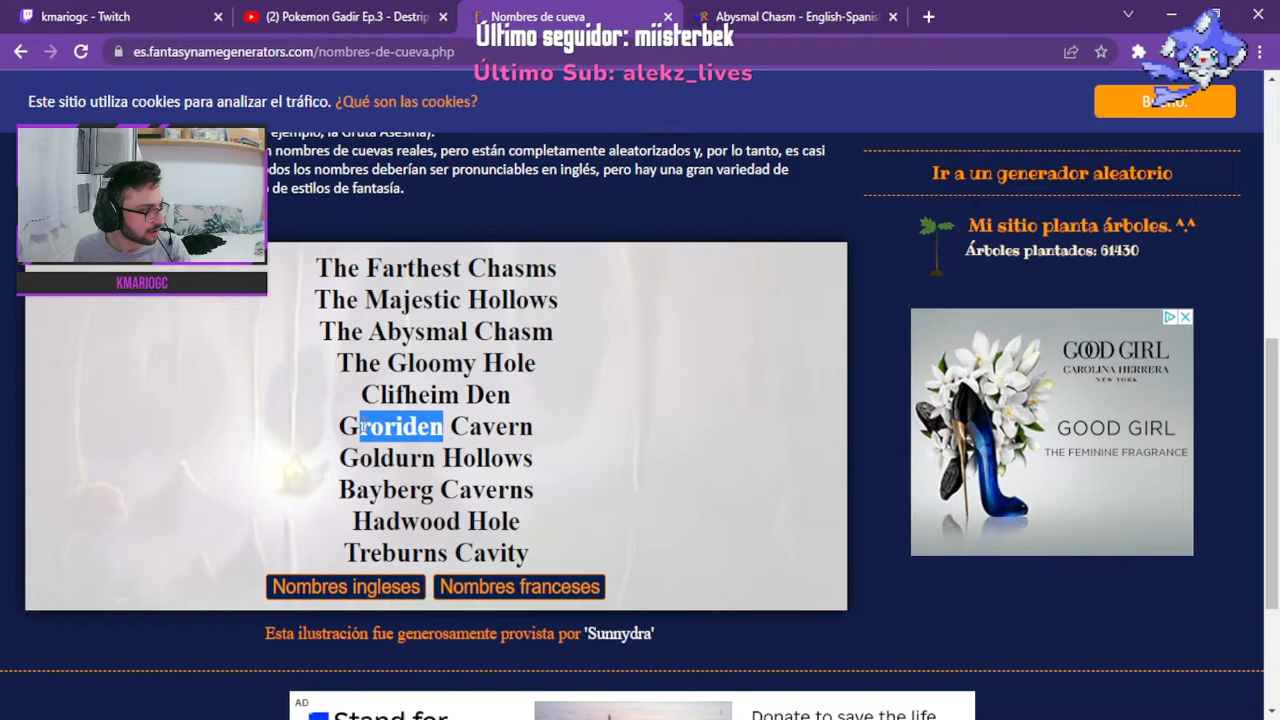 kmariogc - Twitch
(2) Pokemon Gadir Ep.3 - Destrip
Nombres de cueva
Abysmal Chasm - English-Spanis
es.fantasynamegenerators.com/nombres-de-cueva.php
Último seguidor: miisterbek
Último Sub: alekz_lives
Este sitio utiliza cookies para analizar el tráfico. ¿Qué son las cookies?
ejemplo, la Gruta Asesina).
nombres de cuevas reales, pero están completamente aleatorizados y, por lo tanto, es casi
los nombres deberían ser pronunciables en inglés, pero hay una gran variedad de
de estilos de fantasía.
KMARIOGC
The Farthest Chasms
The Majestic Hollows
The Abysmal Chasm
The Gloomy Hole
Clifheim Den
Groriden Cavern
Goldurn Hollows
Bayberg Caverns
Hadwood Hole
Treburns Cavity
Nombres ingleses
Nombres franceses
Esta ilustración fue generosamente provista por 'Sunnydra'
Ir a un generador aleatorio
Mi sitio planta árboles. ^.^
Árboles plantados: 61430
GOOD GIRL
CAROLINA HERRERA
NEW YORK
GOOD GIRL
THE FEMININE FRAGRANCE
AD
Stand for
Donate to save the life